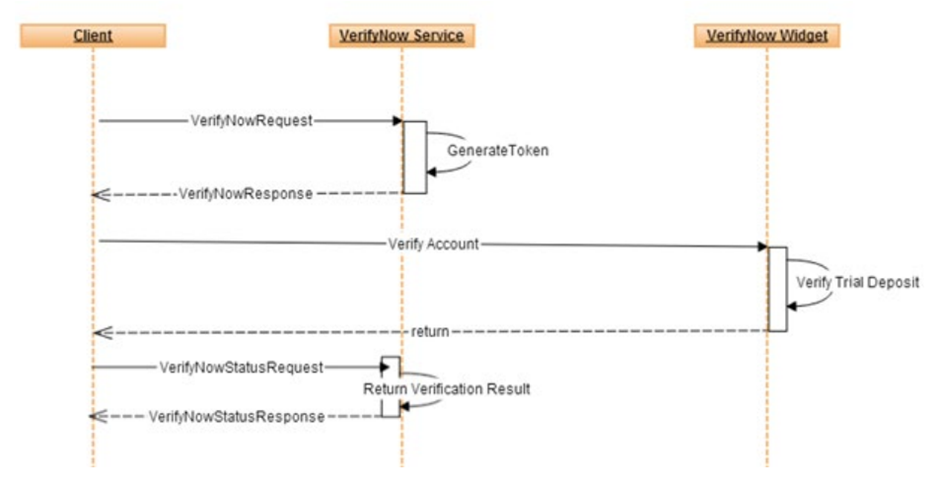 Client
VerifyNow Service
VerifyNow Widget
VerifyNowRequest
GenerateToken
VerifyNowResponse
Verify Account
Verify Trial Deposit
return
VerifyNowStatusRequest
Return Verification Result
VerifyNowStatusResponse